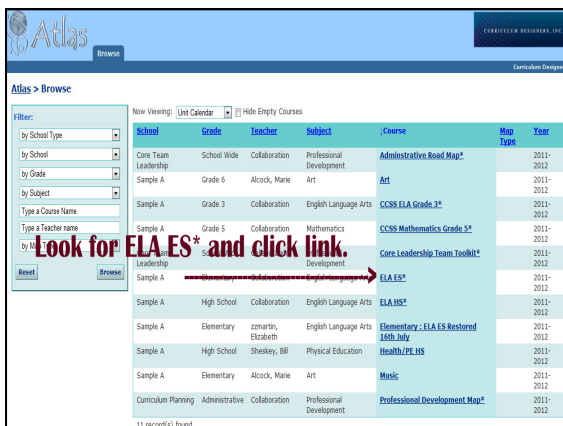 Atlas
CURRICULUM DESIGNERS, INC.
Browse
Curriculum Designe
Atlas > Browse
Filter:
by School Type
by School
by Grade
by Subject
Type a Course Name
Type a Teacher name
by Map Type
Reset Browse
Now Viewing: Unit Calendar Hide Empty Courses
School Grade Teacher Subject ↓Course Map Type Year
Core Team Leadership School Wide Collaboration Professional Development Adminstrative Road Map* 2011-2012
Sample A Grade 6 Alcock, Marie Art Art 2011-2012
Sample A Grade 3 Collaboration English Language Arts CCSS ELA Grade 3* 2011-2012
Sample A Grade 5 Collaboration Mathematics CCSS Mathematics Grade 5* 2011-2012
Look for ELA ES* and click link.
Leadership Development Core Leadership Team Toolkit* 2011-2012
Sample A Elementary Collaboration English Language Arts ELA ES* 2011-2012
Sample A High School Collaboration English Language Arts ELA HS* 2011-2012
Sample A Elementary zzmartin, Elizabeth English Language Arts Elementary : ELA ES Restored 16th July 2011-2012
Sample A High School Sheskey, Bill Physical Education Health/PE HS 2011-2012
Sample A Elementary Alcock, Marie Art Music 2011-2012
Curriculum Planning Administrative Collaboration Professional Development Professional Development Map* 2011-2012
11 record(s) found